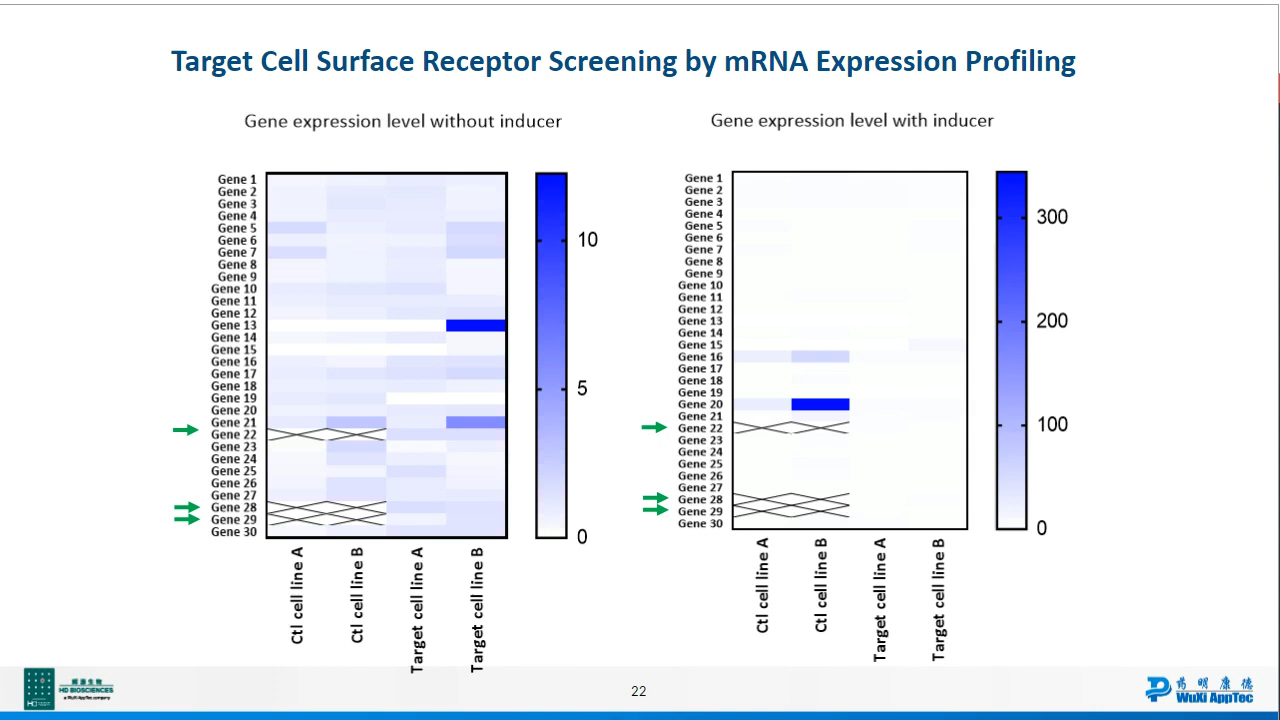 Target Cell Surface Receptor Screening by mRNA Expression Profiling
Gene expression level without inducer
Gene 1
Gene 2
Gene 3
Gene 4
Gene 5
Gene 6
Gene 7
Gene 8
Gene 9
Gene 10
Gene 11
Gene 12
Gene 13
Gene 14
Gene 15
Gene 16
Gene 17
Gene 18
Gene 19
Gene 20
Gene 21
Gene 22
Gene 23
Gene 24
Gene 25
Gene 26
Gene 27
Gene 28
Gene 29
Gene 30
10
5
0
Ctl cell line A
Ctl cell line B
Target cell line A
Target cell line B
Gene expression level with inducer
Gene 1
Gene 2
Gene 3
Gene 4
Gene 5
Gene 6
Gene 7
Gene 8
Gene 9
Gene 10
Gene 11
Gene 12
Gene 13
Gene 14
Gene 15
Gene 16
Gene 17
Gene 18
Gene 19
Gene 20
Gene 21
Gene 22
Gene 23
Gene 24
Gene 25
Gene 26
Gene 27
Gene 28
Gene 29
Gene 30
300
200
100
0
Ctl cell line A
Ctl cell line B
Target cell line A
Target cell line B
HD BIOSCIENCES
a WuXi AppTec company
22
药明康德
WuXi AppTec